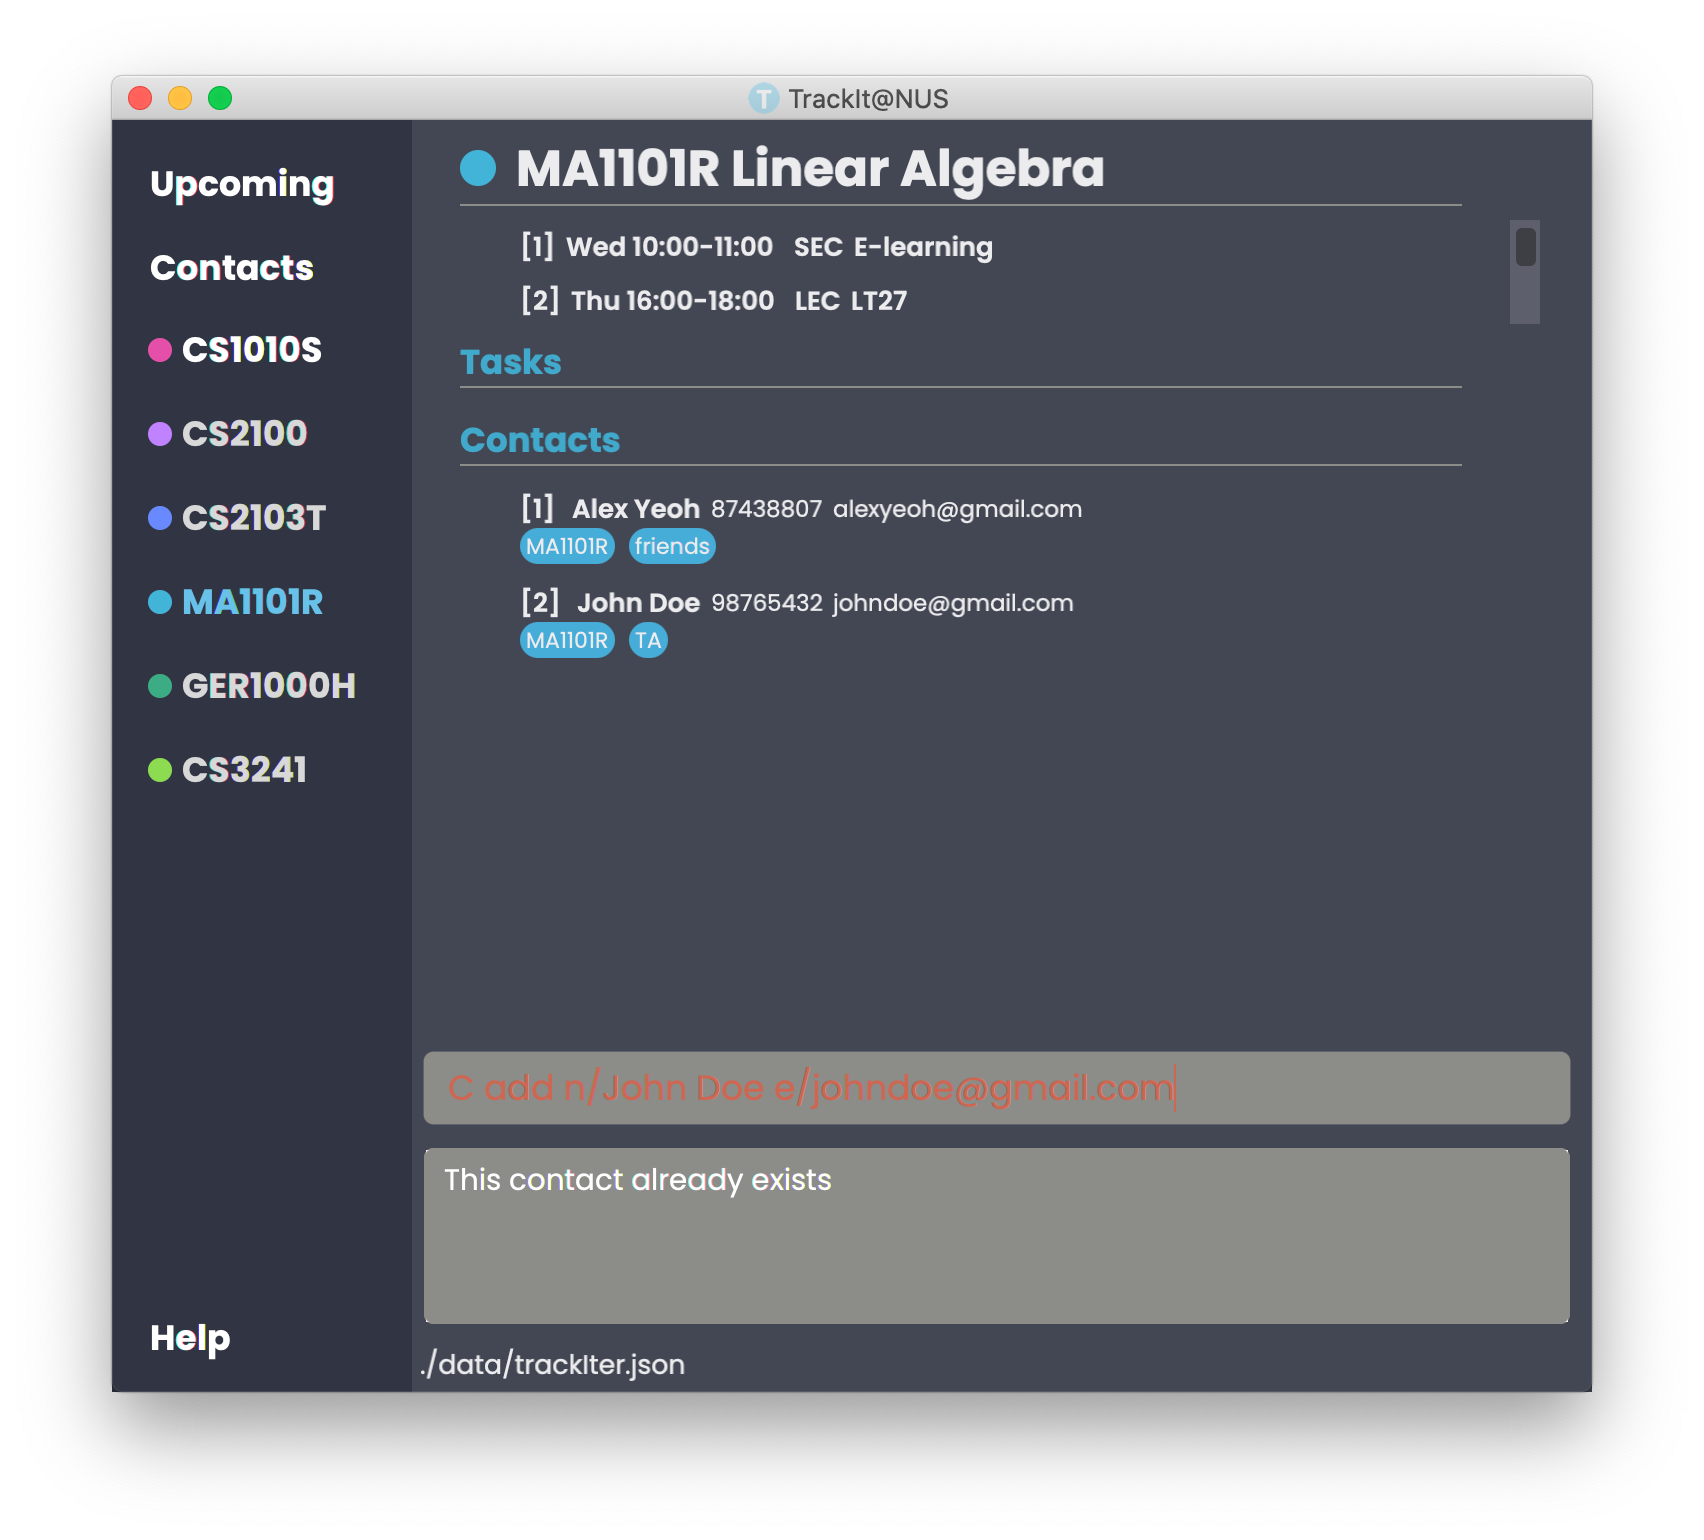 T TrackIt@NUS
Upcoming
Contacts
CS1010S
CS2100
CS2103T
MA1101R
GER1000H
CS3241
Help
MA1101R Linear Algebra
[1] Wed 10:00-11:00 SEC E-learning
[2] Thu 16:00-18:00 LEC LT27
Tasks
Contacts
[1] Alex Yeoh 87438807 alexyeoh@gmail.com
MA1101R friends
[2] John Doe 98765432 johndoe@gmail.com
MA1101R TA
C add n/John Doe e/johndoe@gmail.com
This contact already exists
./data/trackIter.json